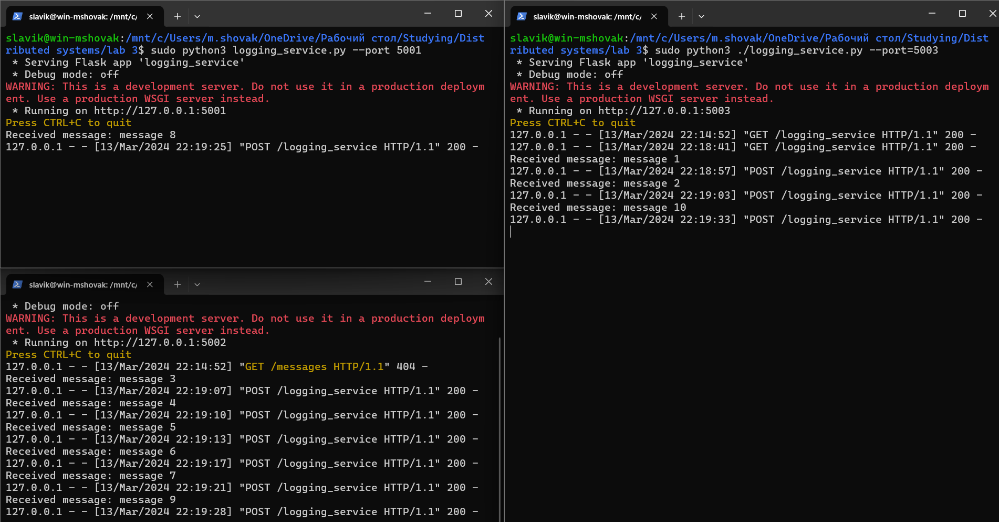 slavik@win-mshovak: /mnt/c/
slavik@win-mshovak:/mnt/c/Users/m.shovak/OneDrive/Рабочий стол/Studying/Dist
ributed systems/lab 3$ sudo python3 logging_service.py --port 5001
 * Serving Flask app 'logging_service'
 * Debug mode: off
WARNING: This is a development server. Do not use it in a production deploym
ent. Use a production WSGI server instead.
 * Running on http://127.0.0.1:5001
Press CTRL+C to quit
Received message: message 8
127.0.0.1 - - [13/Mar/2024 22:19:25] "POST /logging_service HTTP/1.1" 200 -
slavik@win-mshovak: /mnt/c/
 * Debug mode: off
WARNING: This is a development server. Do not use it in a production deploym
ent. Use a production WSGI server instead.
 * Running on http://127.0.0.1:5002
Press CTRL+C to quit
127.0.0.1 - - [13/Mar/2024 22:14:52] "GET /messages HTTP/1.1" 404 -
Received message: message 3
127.0.0.1 - - [13/Mar/2024 22:19:07] "POST /logging_service HTTP/1.1" 200 -
Received message: message 4
127.0.0.1 - - [13/Mar/2024 22:19:10] "POST /logging_service HTTP/1.1" 200 -
Received message: message 5
127.0.0.1 - - [13/Mar/2024 22:19:13] "POST /logging_service HTTP/1.1" 200 -
Received message: message 6
127.0.0.1 - - [13/Mar/2024 22:19:17] "POST /logging_service HTTP/1.1" 200 -
Received message: message 7
127.0.0.1 - - [13/Mar/2024 22:19:21] "POST /logging_service HTTP/1.1" 200 -
Received message: message 9
127.0.0.1 - - [13/Mar/2024 22:19:28] "POST /logging_service HTTP/1.1" 200 -
slavik@win-mshovak: /mnt/c/
slavik@win-mshovak:/mnt/c/Users/m.shovak/OneDrive/Рабочий стол/Studying/Dist
ributed systems/lab 3$ sudo python3 ./logging_service.py --port=5003
 * Serving Flask app 'logging_service'
 * Debug mode: off
WARNING: This is a development server. Do not use it in a production deploym
ent. Use a production WSGI server instead.
 * Running on http://127.0.0.1:5003
Press CTRL+C to quit
127.0.0.1 - - [13/Mar/2024 22:14:52] "GET /logging_service HTTP/1.1" 200 -
127.0.0.1 - - [13/Mar/2024 22:18:41] "GET /logging_service HTTP/1.1" 200 -
Received message: message 1
127.0.0.1 - - [13/Mar/2024 22:18:57] "POST /logging_service HTTP/1.1" 200 -
Received message: message 2
127.0.0.1 - - [13/Mar/2024 22:19:03] "POST /logging_service HTTP/1.1" 200 -
Received message: message 10
127.0.0.1 - - [13/Mar/2024 22:19:33] "POST /logging_service HTTP/1.1" 200 -